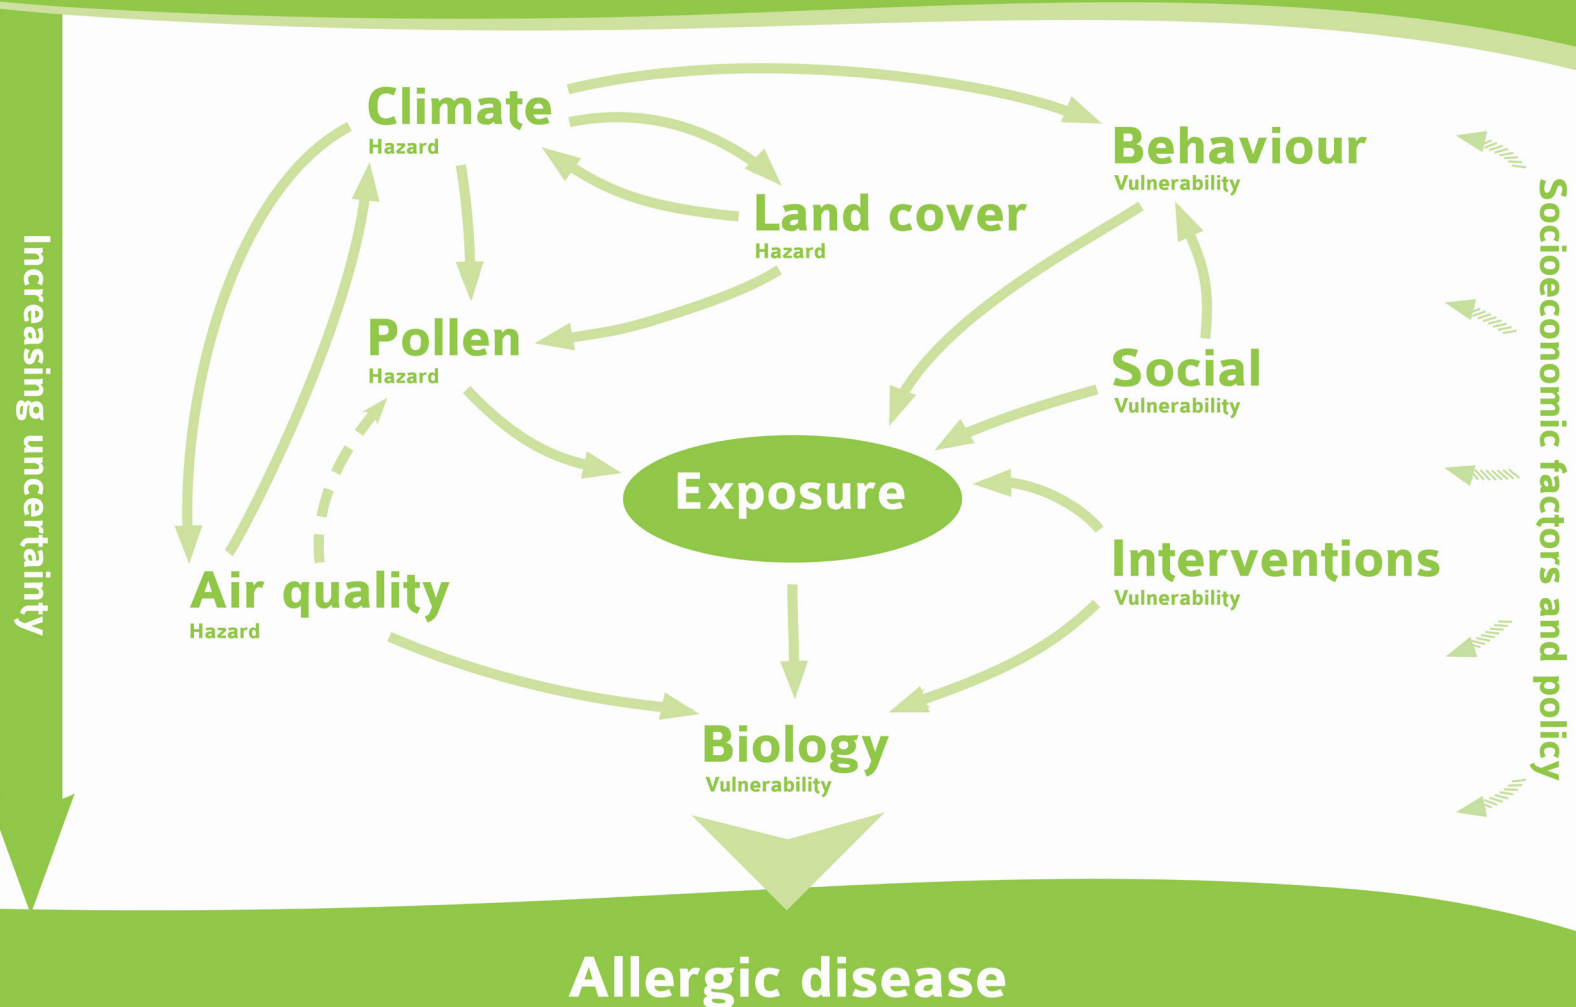 Climate
Hazard
Behaviour
Vulnerability
Land cover
Hazard
Pollen
Hazard
Social
Vulnerability
Exposure
Interventions
Vulnerability
Air quality
Hazard
Biology
Vulnerability
Increasing uncertainty
Socioeconomic factors and policy
Allergic disease